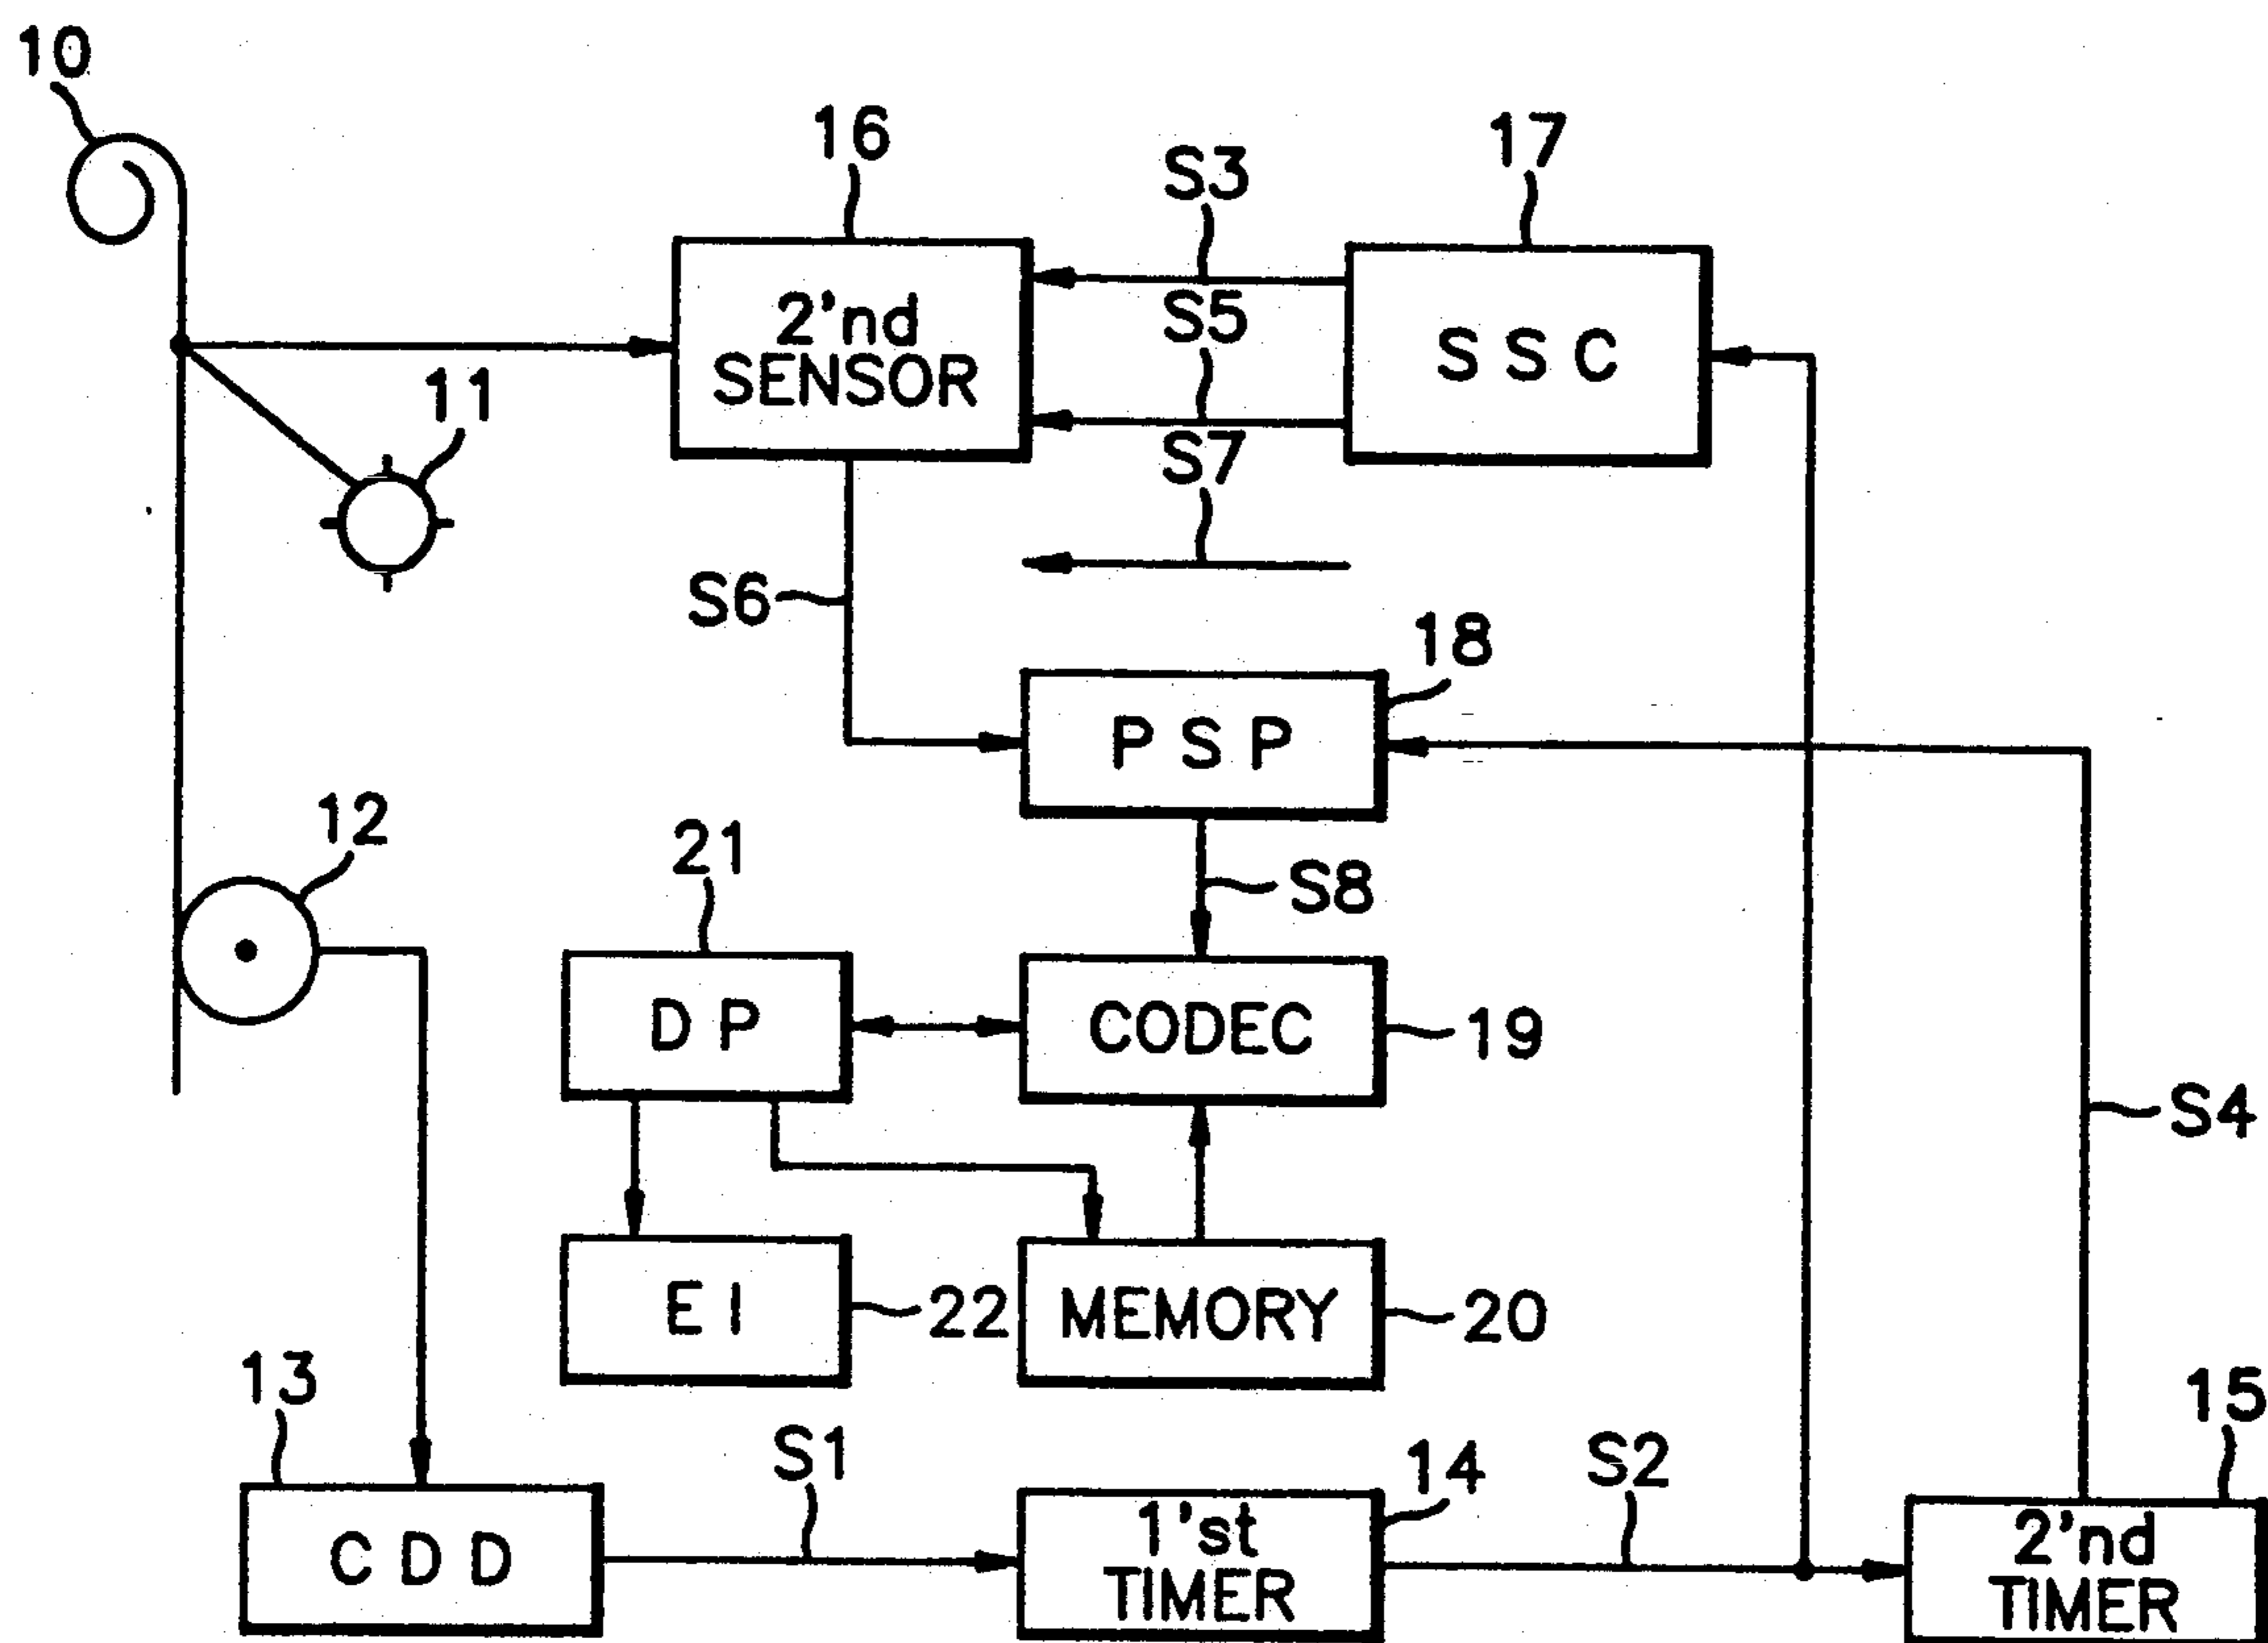 10
16
S3
17
2'nd
SENSOR
S5
S S C
11
S7
S6
18
P S P
12
21
S8
D P
CODEC
19
S4
E I
22
MEMORY
20
13
S1
14
S2
15
C D D
1'st
TIMER
2'nd
TIMER